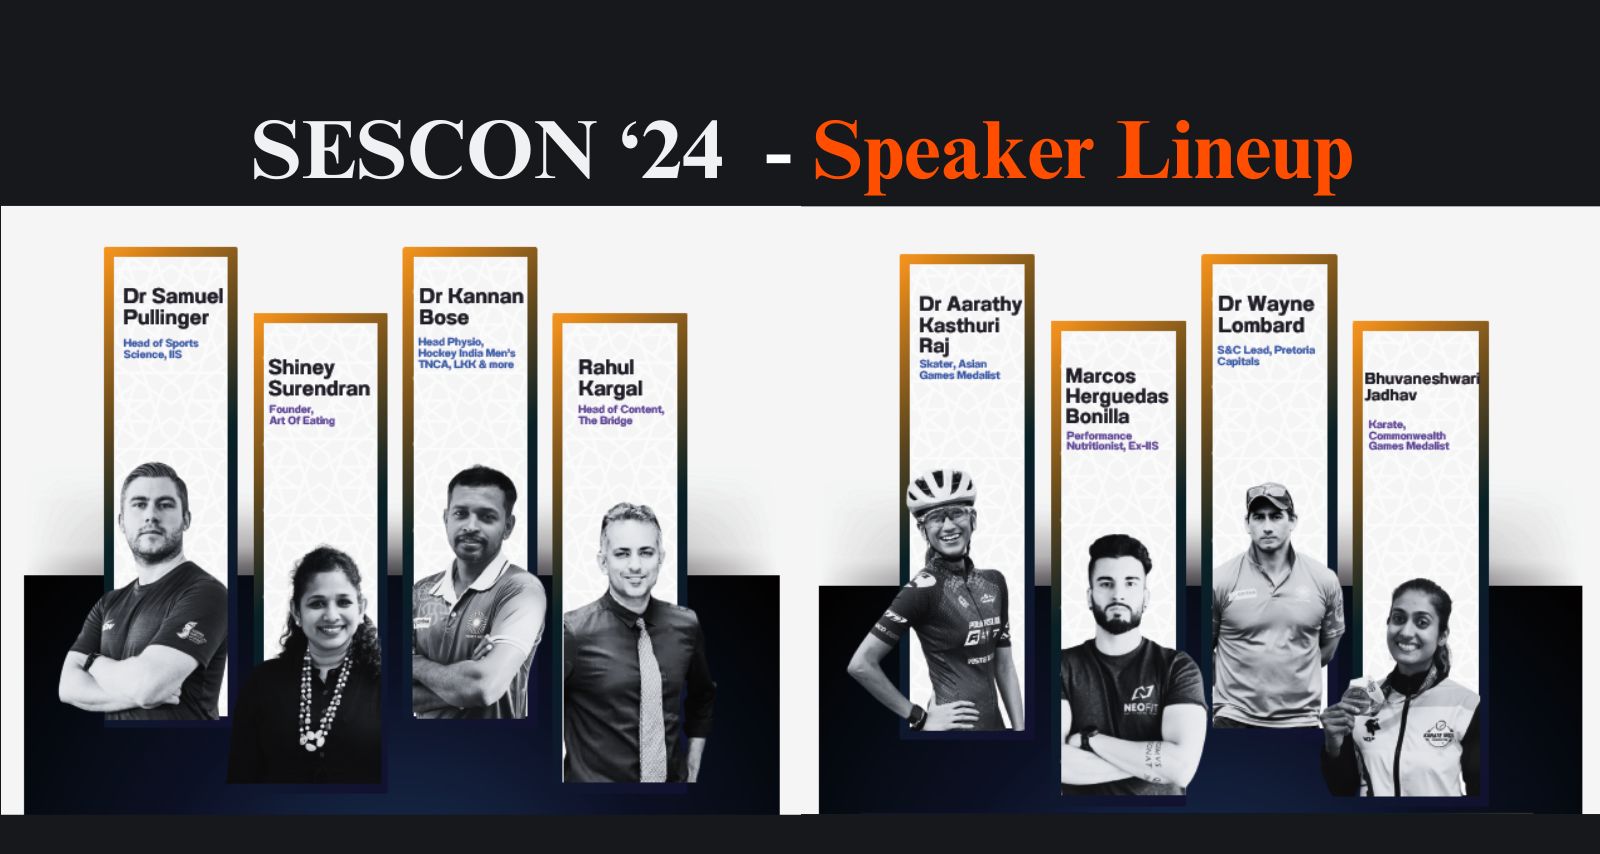 SESCON ‘24 - Speaker Lineup
Dr Samuel
Pullinger
Head of Sports
Science, IIS
Shiney
Surendran
Founder,
Art Of Eating
Dr Kannan
Bose
Head Physio,
Hockey India Men's
TNCA, LKK & more
Rahul
Kargal
Head of Content,
The Bridge
Dr Aarathy
Kasthuri
Raj
Skater, Asian
Games Medalist
Marcos
Herguedas
Bonilla
Performance
Nutritionist, Ex-IIS
NEOFIT
Dr Wayne
Lombard
S&C Lead, Pretoria
Capitals
Bhuvaneshwari
Jadhav
Karate,
Commonwealth
Games Medalist